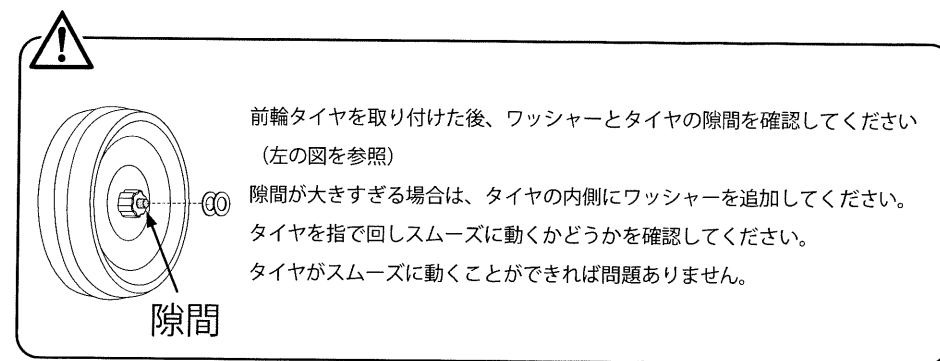 前輪タイヤを取り付けた後、ワッシャーとタイヤの隙間を確認してください
（左の図を参照）
隙間が大きすぎる場合は、タイヤの内側にワッシャーを追加してください。
タイヤを指で回しスムーズに動くかどうかを確認してください。
タイヤがスムーズに動くことができれば問題ありません。
隙間